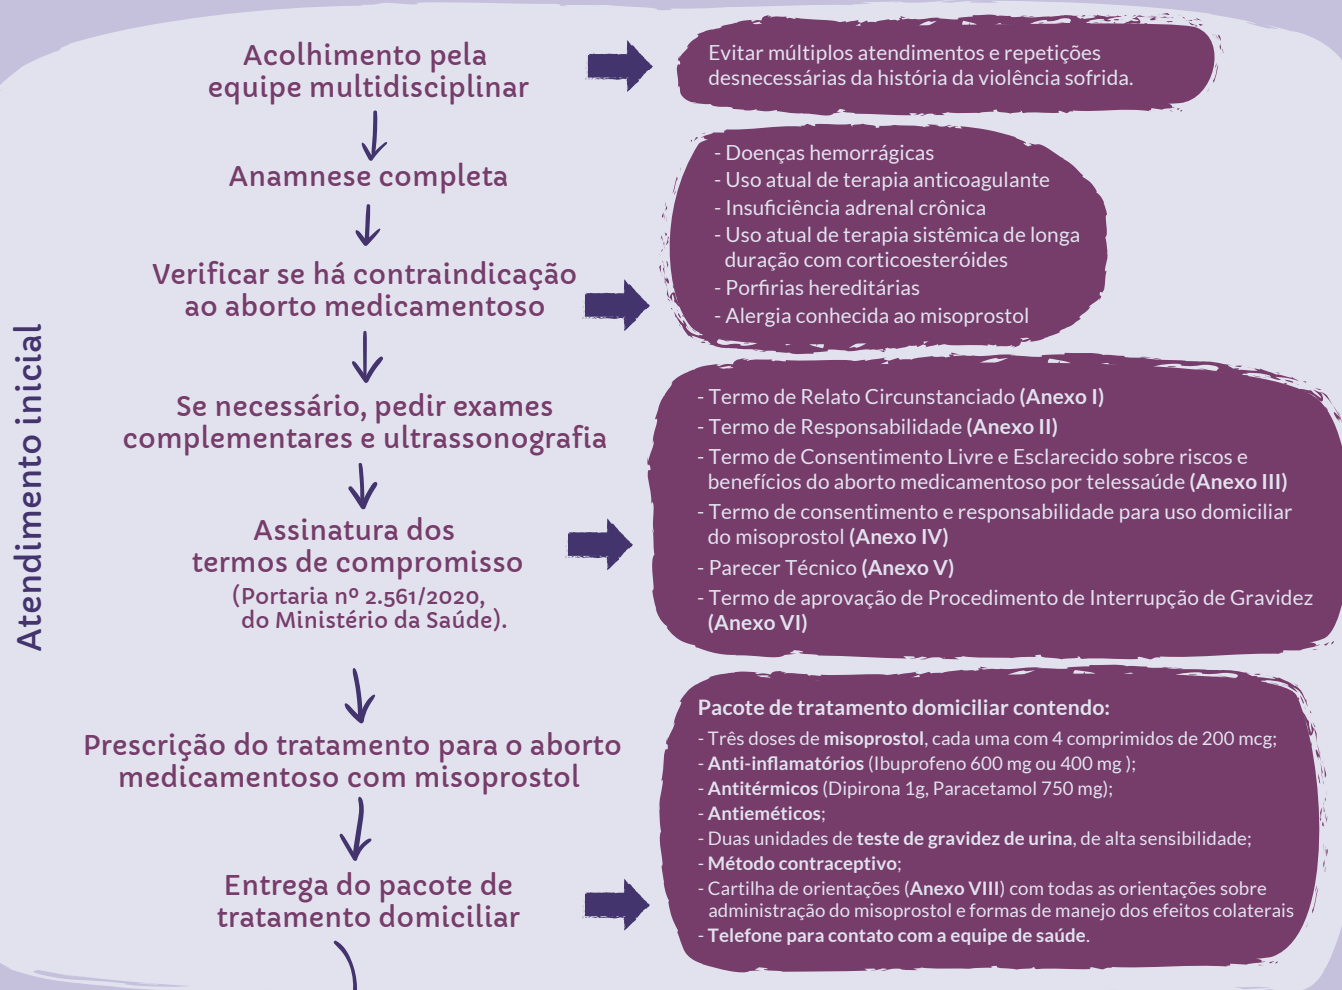 Atendimento inicial
Acolhimento pela
equipe multidisciplinar
Evitar múltiplos atendimentos e repetições
desnecessárias da história da violência sofrida.
Anamnese completa
Verificar se há contraindicação
ao aborto medicamentoso
- Doenças hemorrágicas
- Uso atual de terapia anticoagulante
- Insuficiência adrenal crônica
- Uso atual de terapia sistêmica de longa
duração com corticoesteróides
- Porfirias hereditárias
- Alergia conhecida ao misoprostol
Se necessário, pedir exames
complementares e ultrassonografia
Assinatura dos
termos de compromisso
(Portaria nº 2.561/2020,
do Ministério da Saúde).
- Termo de Relato Circunstanciado (Anexo I)
- Termo de Responsabilidade (Anexo II)
- Termo de Consentimento Livre e Esclarecido sobre riscos e
benefícios do aborto medicamentoso por telessaúde (Anexo III)
- Termo de consentimento e responsabilidade para uso domiciliar
do misoprostol (Anexo IV)
- Parecer Técnico (Anexo V)
- Termo de aprovação de Procedimento de Interrupção de Gravidez
(Anexo VI)
Prescrição do tratamento para o aborto
medicamentoso com misoprostol
Entrega do pacote de
tratamento domiciliar
Pacote de tratamento domiciliar contendo:
- Três doses de misoprostol, cada uma com 4 comprimidos de 200 mcg;
- Anti-inflamatórios (Ibuprofeno 600 mg ou 400 mg );
- Antitérmicos (Dipirona 1g, Paracetamol 750 mg);
- Antieméticos;
- Duas unidades de teste de gravidez de urina, de alta sensibilidade;
- Método contraceptivo;
- Cartilha de orientações (Anexo VIII) com todas as orientações sobre
administração do misoprostol e formas de manejo dos efeitos colaterais
- Telefone para contato com a equipe de saúde.